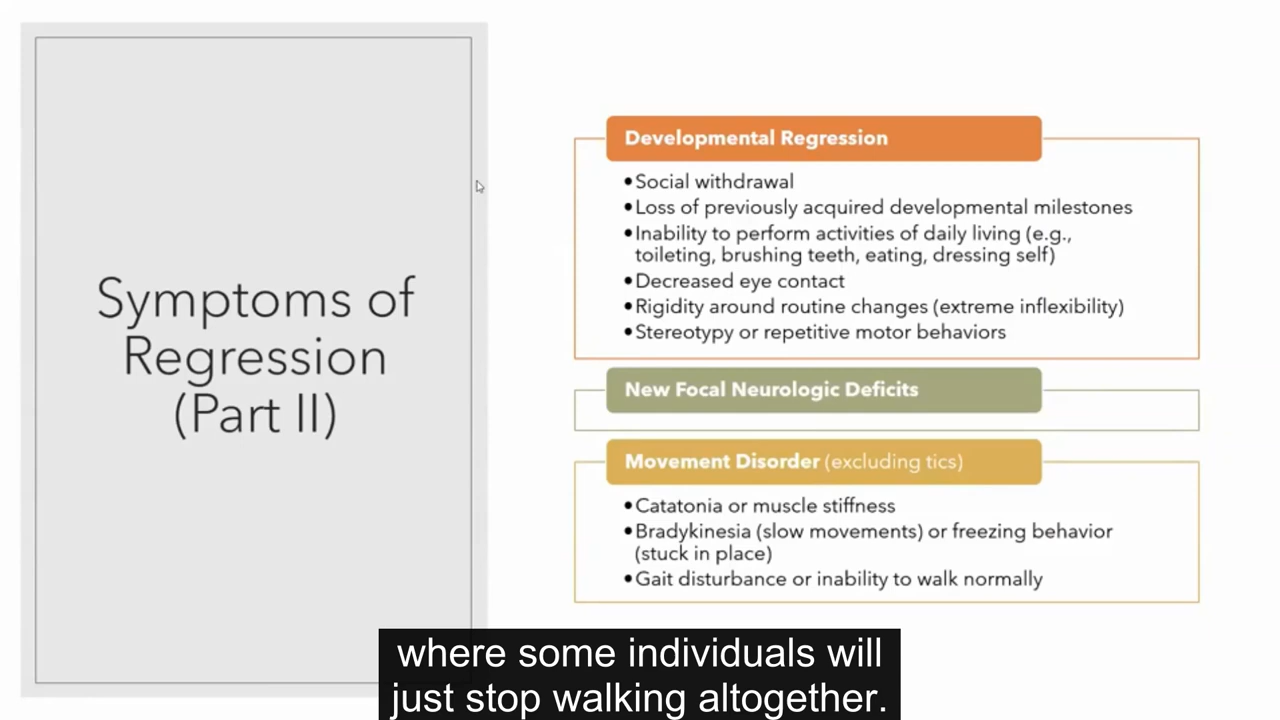 Symptoms of
Regression
(Part II)
Developmental Regression
•Social withdrawal
•Loss of previously acquired developmental milestones
•Inability to perform activities of daily living (e.g.,
toileting, brushing teeth, eating, dressing self)
•Decreased eye contact
•Rigidity around routine changes (extreme inflexibility)
•Stereotypy or repetitive motor behaviors
New Focal Neurologic Deficits
Movement Disorder (excluding tics)
•Catatonia or muscle stiffness
•Bradykinesia (slow movements) or freezing behavior
(stuck in place)
•Gait disturbance or inability to walk normally
where some individuals will
just stop walking altogether.